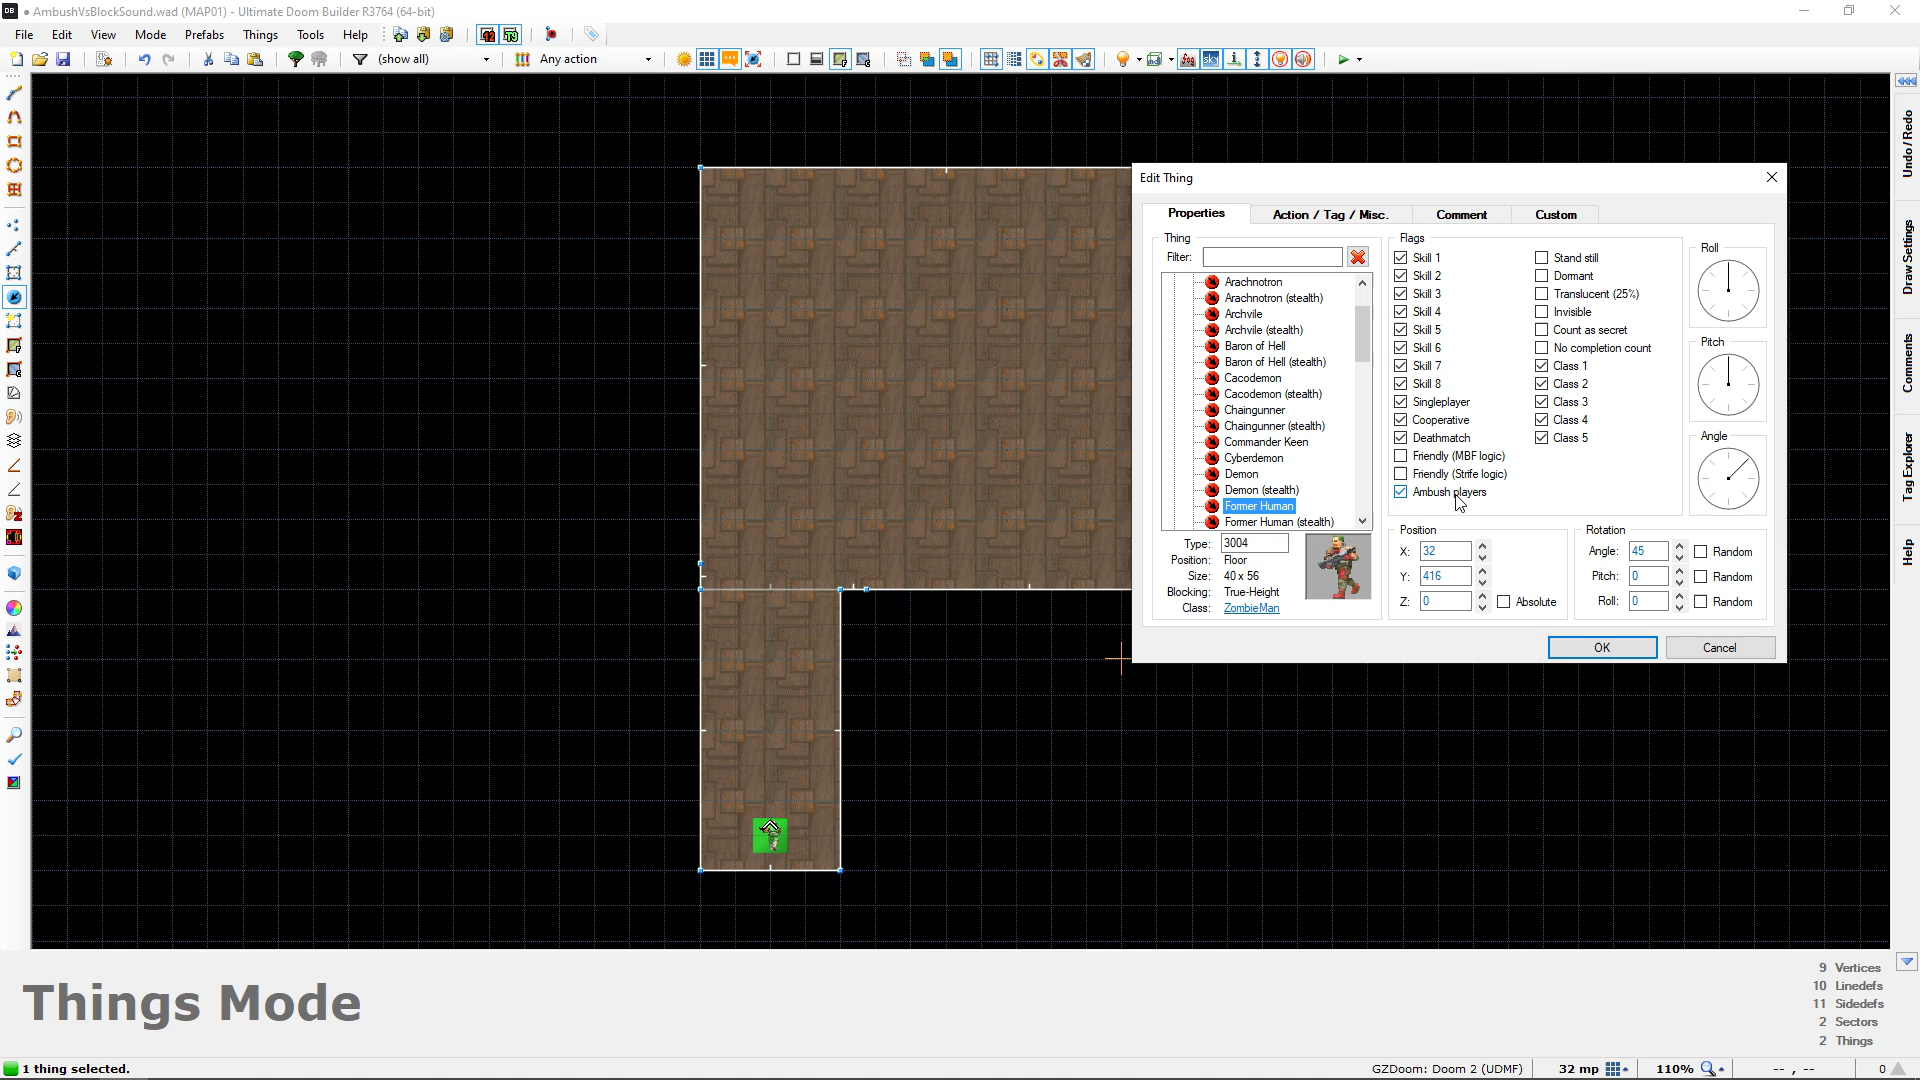 AmbushVsBlockSound.wad (MAP01) - Ultimate Doom Builder R3764 (64-bit)
File Edit View Mode Prefabs Things Tools Help
(show all) Any action
Undo / Redo
Draw Settings
Comments
Tag Explorer
Help
Edit Thing
Properties Action / Tag / Misc. Comment Custom
Thing
Filter:
Arachnotron
Arachnotron (stealth)
Archvile
Archvile (stealth)
Baron of Hell
Baron of Hell (stealth)
Cacodemon
Cacodemon (stealth)
Chaingunner
Chaingunner (stealth)
Commander Keen
Cyberdemon
Demon
Demon (stealth)
Former Human
Former Human (stealth)
Type: 3004
Position: Floor
Size: 40 x 56
Blocking: True-Height
Class: ZombieMan
Flags
Skill 1
Skill 2
Skill 3
Skill 4
Skill 5
Skill 6
Skill 7
Skill 8
Singleplayer
Cooperative
Deathmatch
Friendly (MBF logic)
Friendly (Strife logic)
Ambush players
Stand still
Dormant
Translucent (25%)
Invisible
Count as secret
No completion count
Class 1
Class 2
Class 3
Class 4
Class 5
Roll
Pitch
Angle
Position
X: 32
Y: 416
Z: 0 Absolute
Rotation
Angle: 45 Random
Pitch: 0 Random
Roll: 0 Random
OK Cancel
Things Mode
9 Vertices
10 Linedefs
11 Sidedefs
2 Sectors
2 Things
1 thing selected. GZDoom: Doom 2 (UDMF) 32 mp 110% -- , -- 0